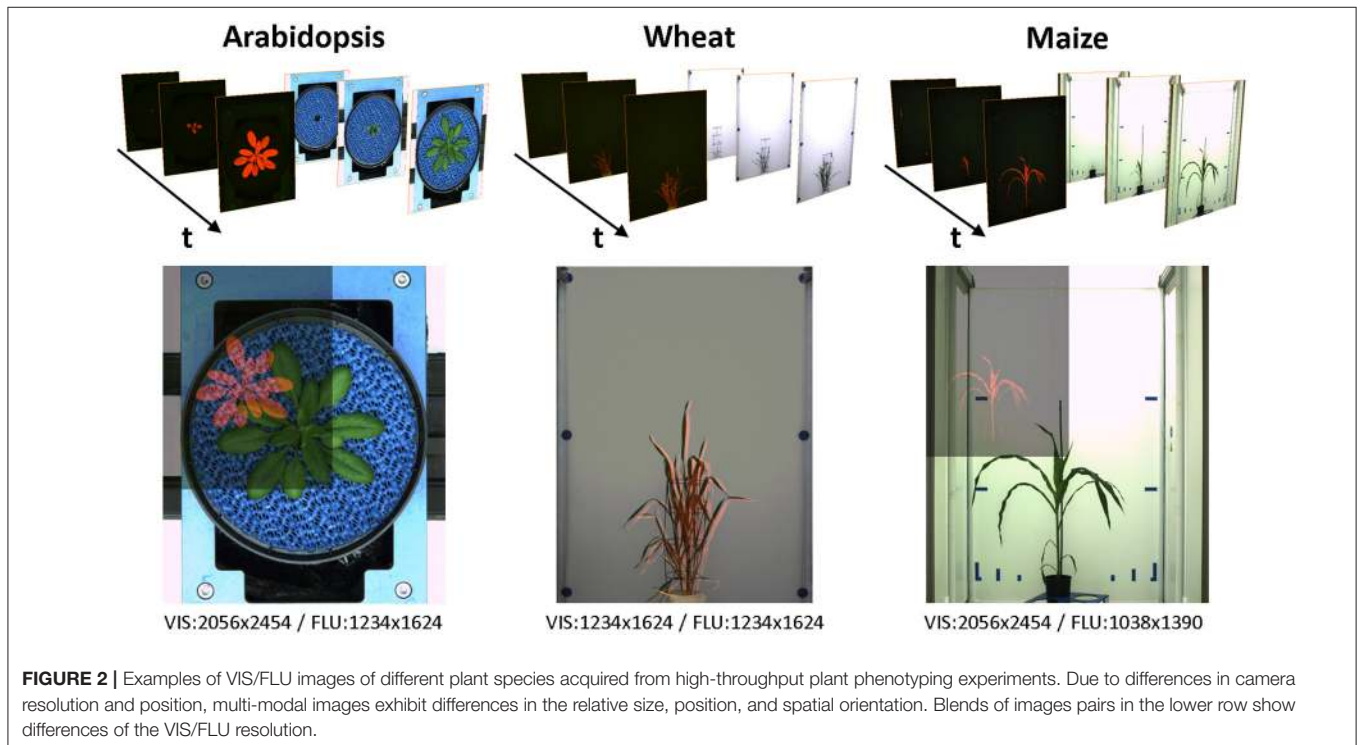 Arabidopsis
Wheat
Maize
t
t
t
VIS:2056x2454 / FLU:1234x1624
VIS:1234x1624 / FLU:1234x1624
VIS:2056x2454 / FLU:1038x1390
FIGURE 2 | Examples of VIS/FLU images of different plant species acquired from high-throughput plant phenotyping experiments. Due to differences in camera
resolution and position, multi-modal images exhibit differences in the relative size, position, and spatial orientation. Blends of images pairs in the lower row show
differences of the VIS/FLU resolution.